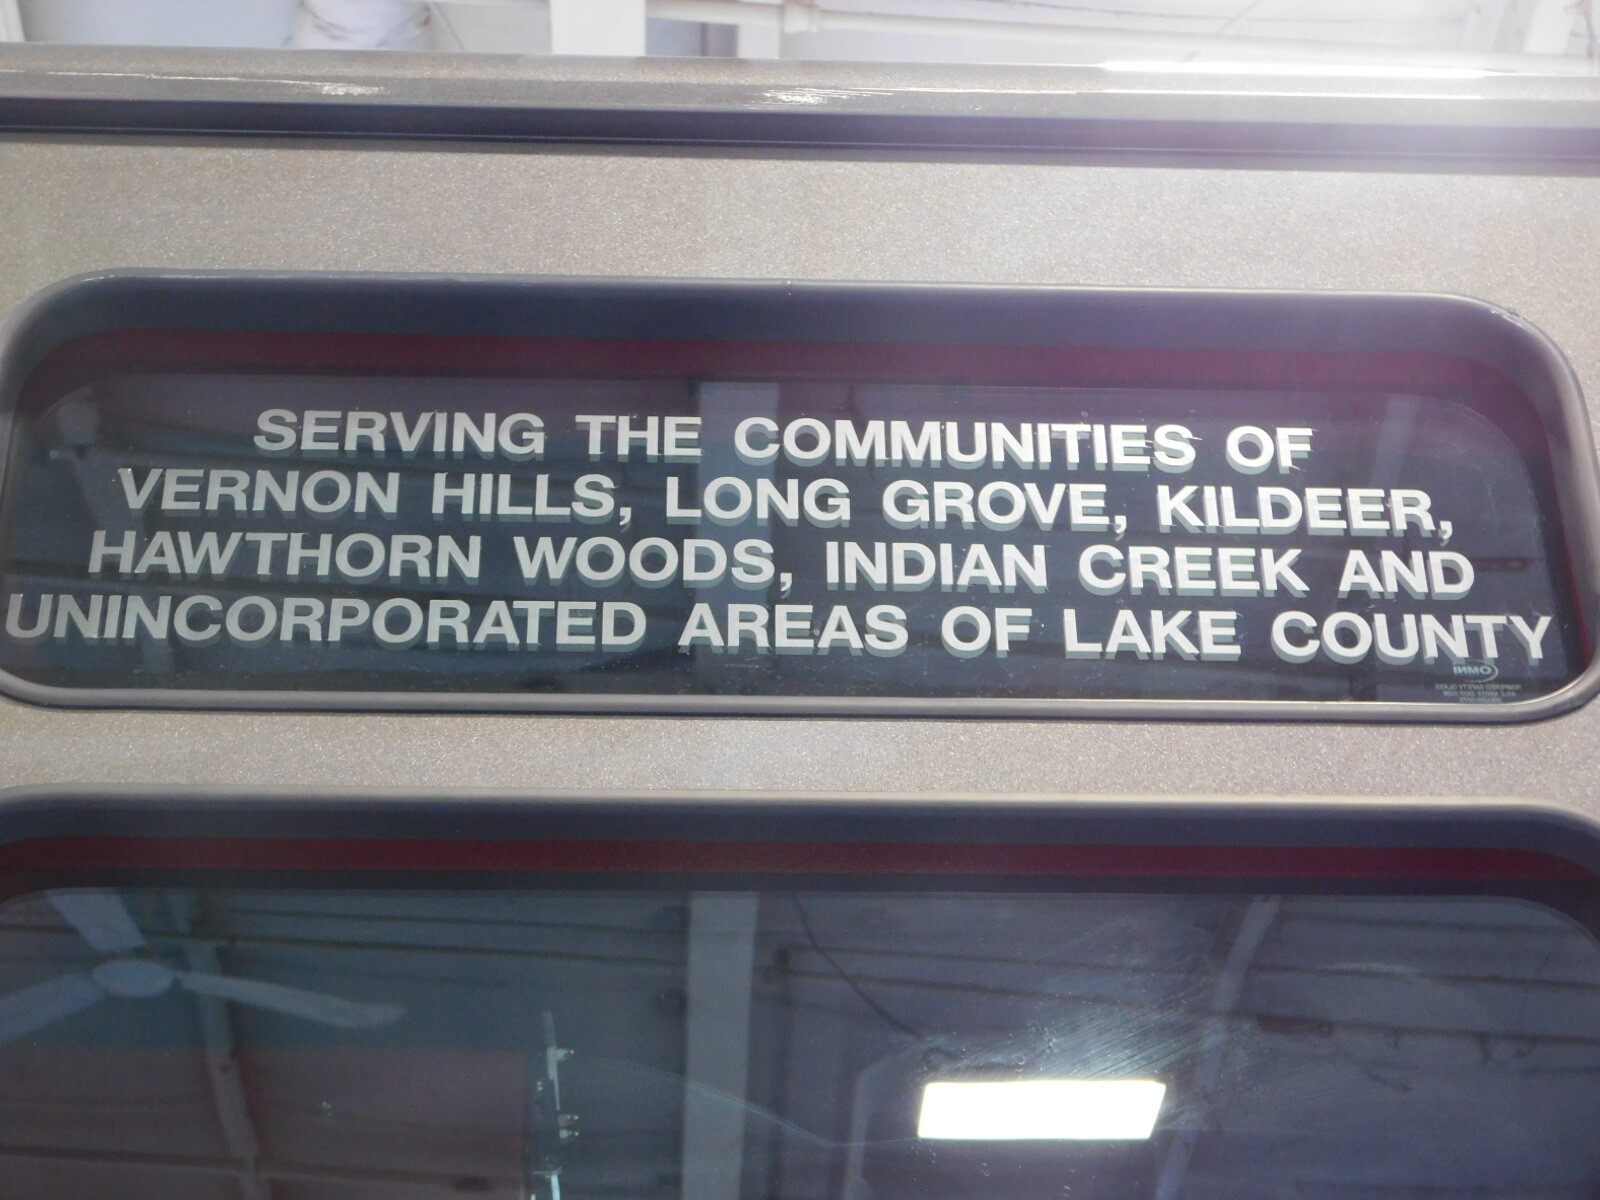 SERVING THE COMMUNITIES OF
VERNON HILLS, LONG GROVE, KILDEER,
HAWTHORN WOODS, INDIAN CREEK AND
UNINCORPORATED AREAS OF LAKE COUNTY
OMNI